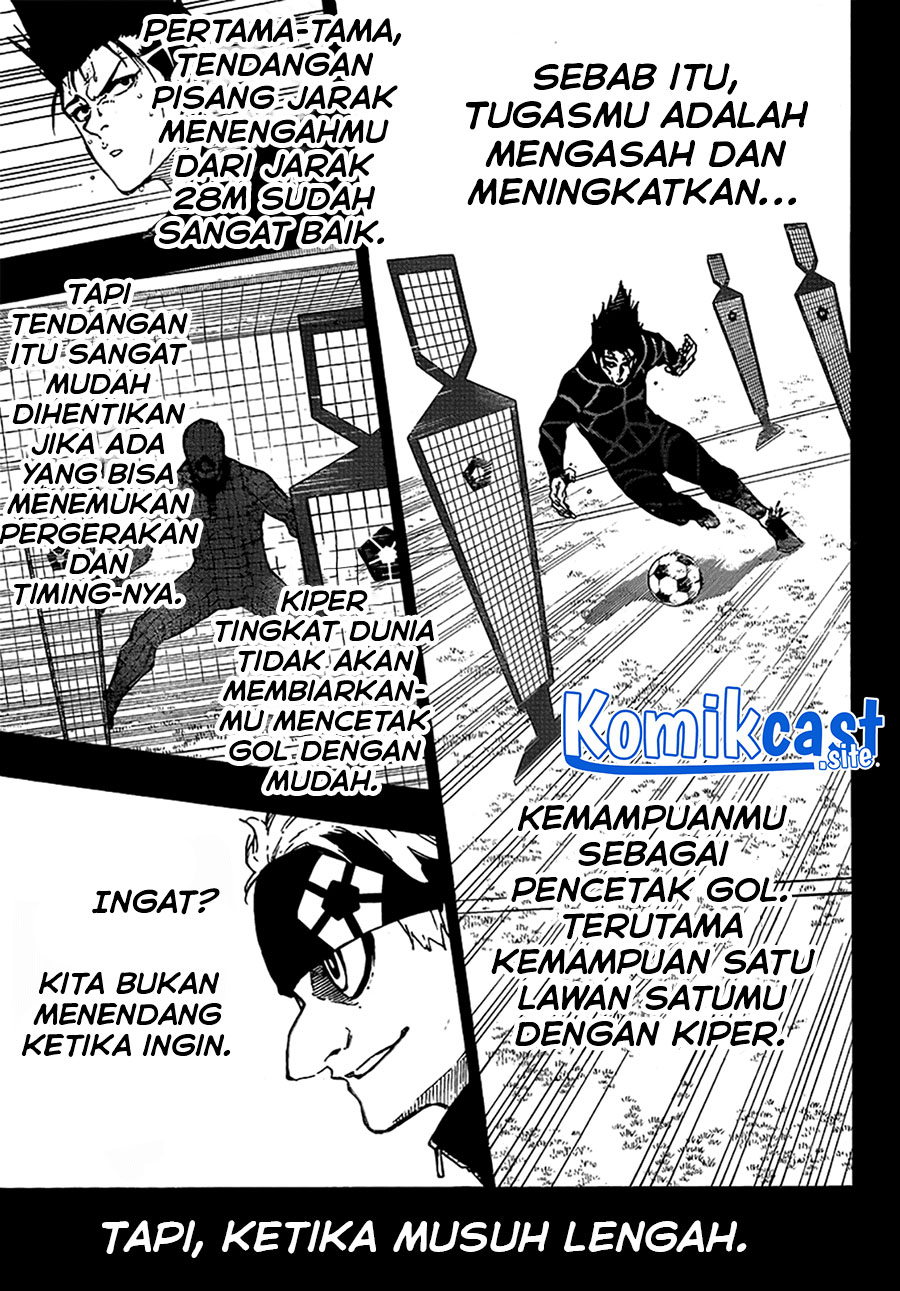 SEBAB ITU,
TUGASMU ADALAH
MENGASAH DAN
MENINGKATKAN...
KEMAMPUANMU
SEBAGAI
PENCETAK GOL.
TERUTAMA
KEMAMPUAN SATU
LAWAN SATUMU
DENGAN KIPER.
PERTAMA-TAMA,
TENDANGAN
PISANG JARAK
MENENGAHMU
DARI JARAK
28M SUDAH
SANGAT BAIK.
TAPI
TENDANGAN
ITU SANGAT
MUDAH
DIHENTIKAN
JIKA ADA
YANG BISA
MENEMUKAN
PERGERAKAN
DAN
TIMING-NYA.
KIPER
TINGKAT DUNIA
TIDAK AKAN
MEMBIARKAN-
MU MENCETAK
GOL DENGAN
MUDAH.
INGAT?
KITA BUKAN
MENENDANG
KETIKA INGIN.
TAPI, KETIKA MUSUH LENGAH.
Komikcast
.site